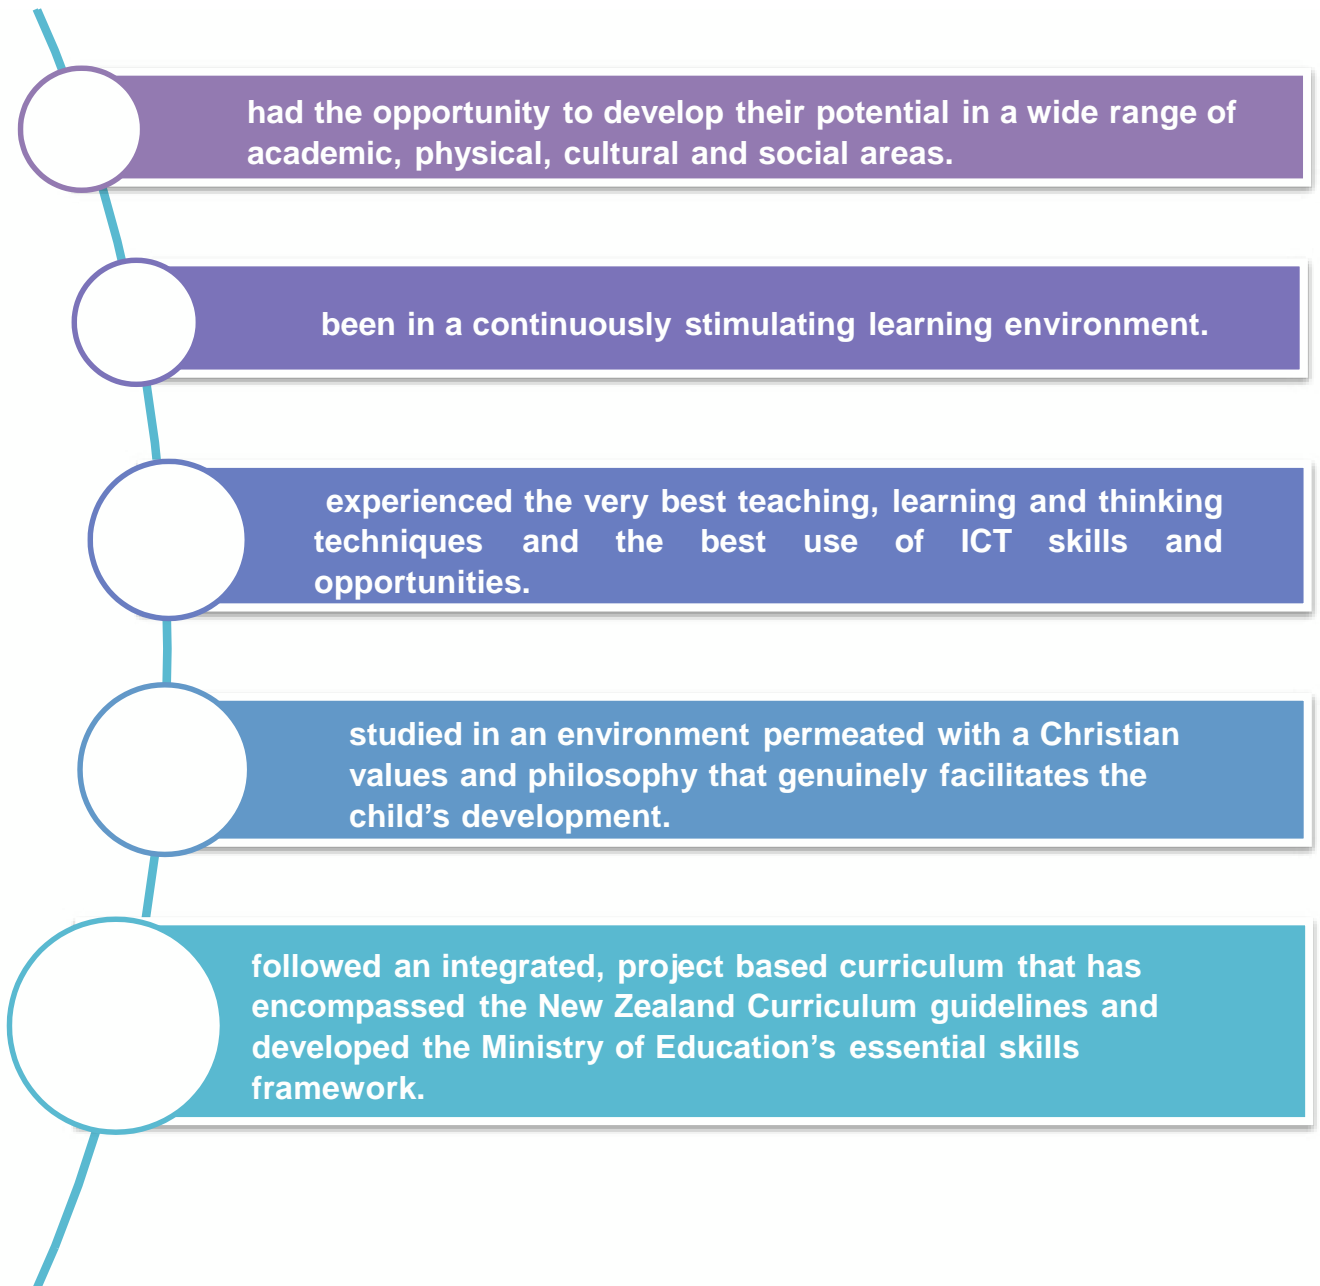 had the opportunity to develop their potential in a wide range of
academic, physical, cultural and social areas.
been in a continuously stimulating learning environment.
experienced the very best teaching, learning and thinking
techniques and the best use of ICT skills and
opportunities.
studied in an environment permeated with a Christian
values and philosophy that genuinely facilitates the
child’s development.
followed an integrated, project based curriculum that has
encompassed the New Zealand Curriculum guidelines and
developed the Ministry of Education’s essential skills
framework.